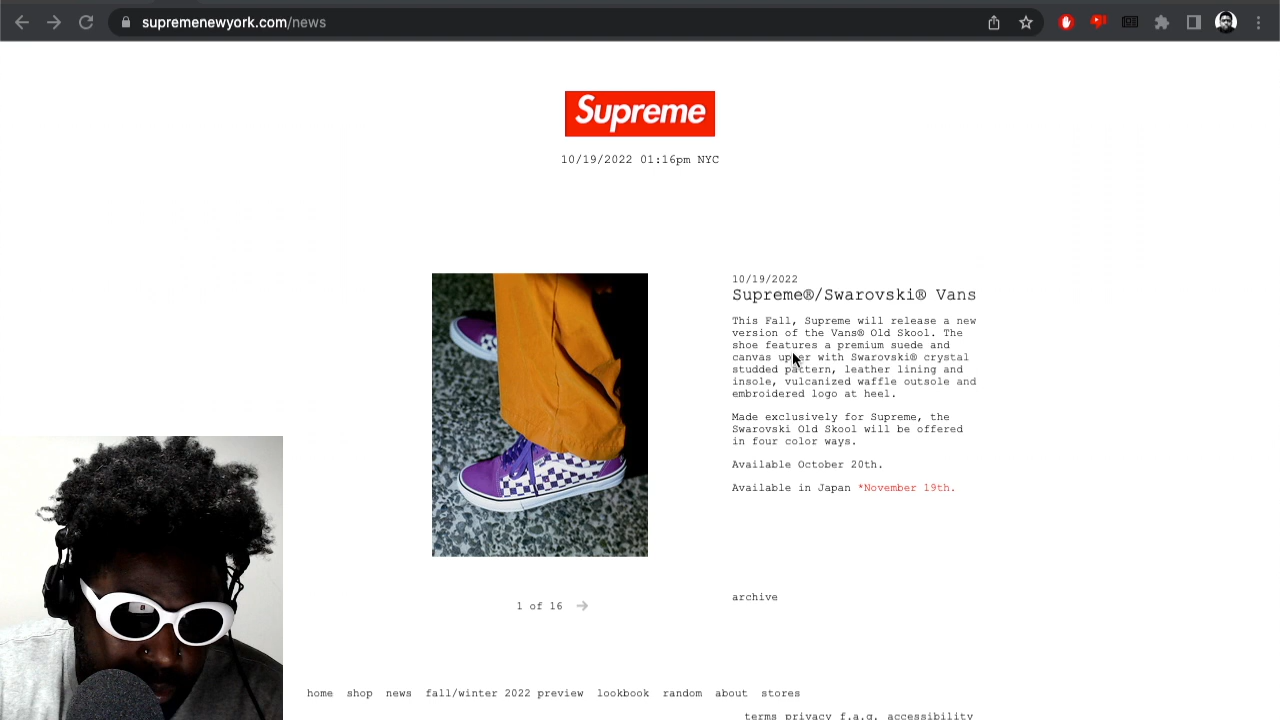 supremenewyork.com/news
Supreme
10/19/2022 01:16pm NYC
10/19/2022
Supreme®/Swarovski® Vans
This Fall, Supreme will release a new
version of the Vans® Old Skool. The
shoe features a premium suede and
canvas upper with Swarovski® crystal
studded pattern, leather lining and
insole, vulcanized waffle outsole and
embroidered logo at heel.
Made exclusively for Supreme, the
Swarovski Old Skool will be offered
in four color ways.
Available October 20th.
Available in Japan *November 19th.
1 of 16
archive
home shop news fall/winter 2022 preview lookbook random about stores
terms privacy f.a.q. accessibility